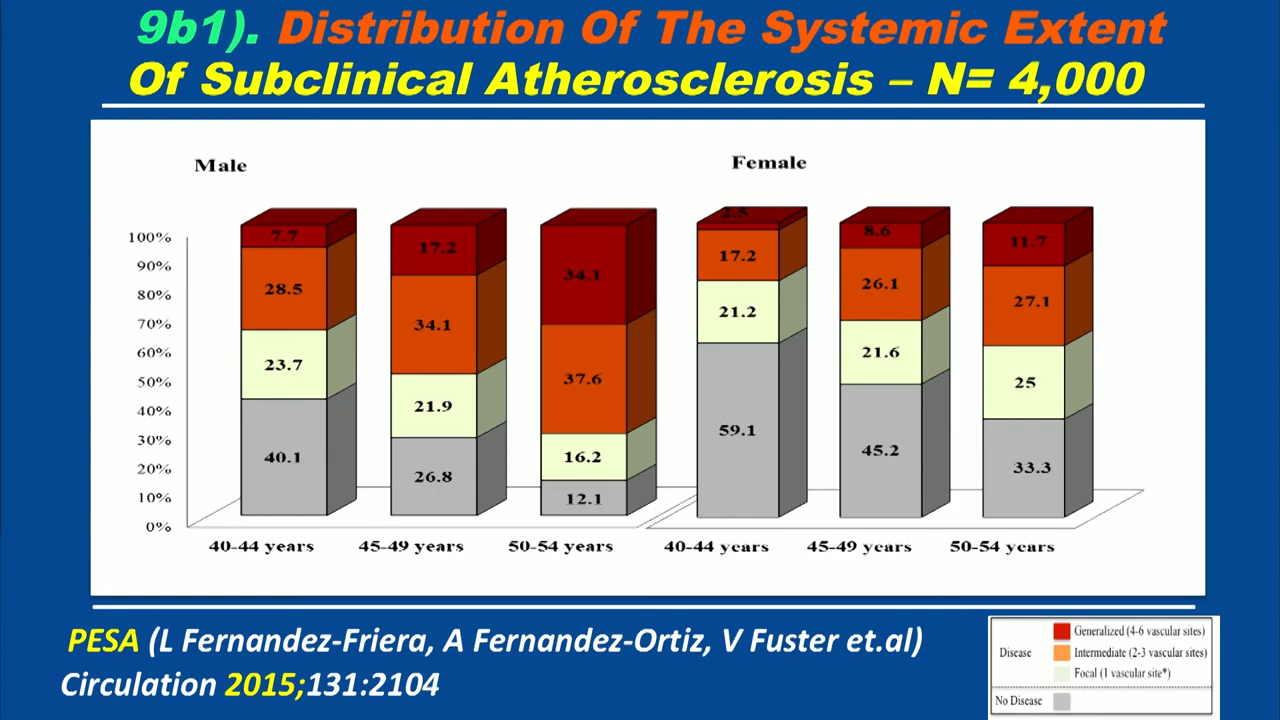 9b1). Distribution Of The Systemic Extent
Of Subclinical Atherosclerosis – N= 4,000
Male
Female
100%
90%
80%
70%
60%
50%
40%
30%
20%
10%
0%
7.7
28.5
23.7
40.1
17.2
34.1
21.9
26.8
34.1
37.6
16.2
12.1
2.5
17.2
21.2
59.1
8.6
26.1
21.6
45.2
11.7
27.1
25
33.3
40-44 years
45-49 years
50-54 years
40-44 years
45-49 years
50-54 years
PESA (L Fernandez-Friera, A Fernandez-Ortiz, V Fuster et.al)
Circulation 2015;131:2104
Disease
Generalized (4-6 vascular sites)
Intermediate (2-3 vascular sites)
Focal (1 vascular site*)
No Disease